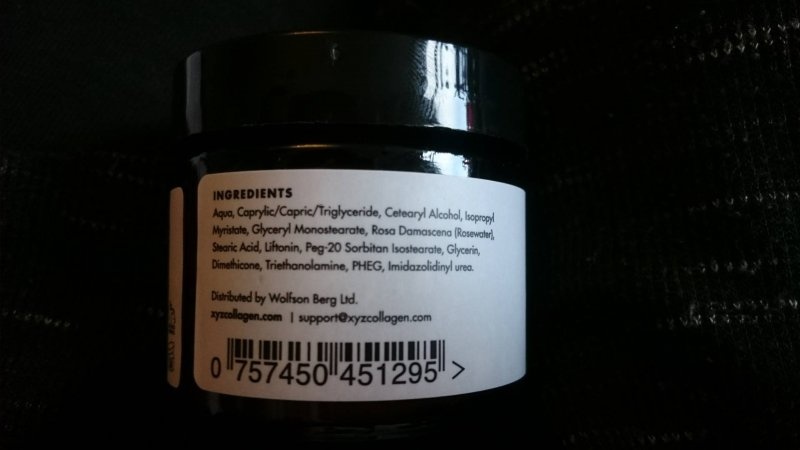 INGREDIENTS
Aqua, Caprylic/Capric/Triglyceride, Cetearyl Alcohol, Isopropyl
Myristate, Glyceryl Monostearate, Rosa Damascena (Rosewater),
Stearic Acid, Liftonin, Peg-20 Sorbitan Isostearate, Glycerin,
Dimethicone, Triethanolamine, PHEG, Imidazolidinyl urea.
Distributed by Wolfson Berg Ltd.
xyzcollagen.com | support@xyzcollagen.com
0 757450 451295 >